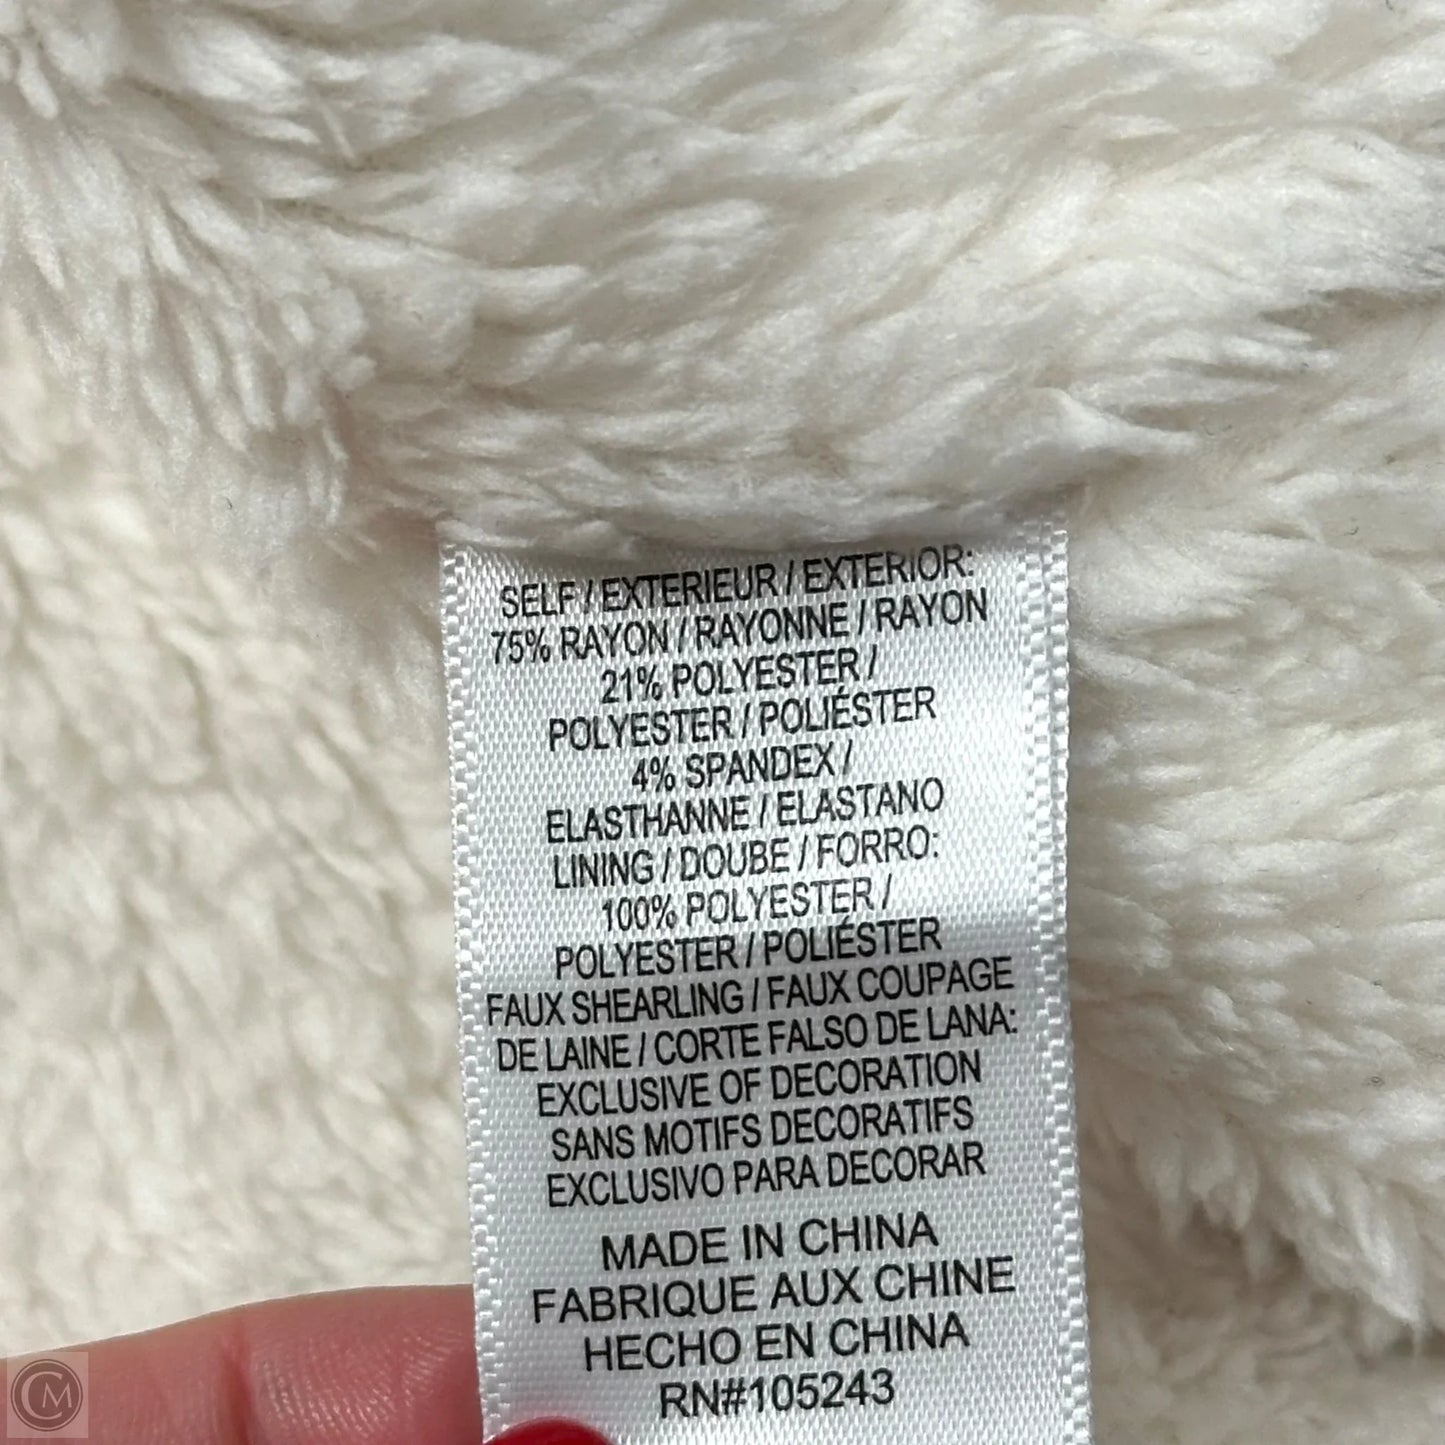 SELF / EXTERIEUR / EXTERIOR:
75% RAYON / RAYONNE / RAYON
21% POLYESTER /
POLYESTER / POLIÉSTER
4% SPANDEX /
ELASTHANNE / ELASTANO
LINING / DOUBE / FORRO:
100% POLYESTER /
POLYESTER / POLIÉSTER
FAUX SHEARLING / FAUX COUPAGE
DE LAINE / CORTE FALSO DE LANA:
EXCLUSIVE OF DECORATION
SANS MOTIFS DECORATIFS
EXCLUSIVO PARA DECORAR
MADE IN CHINA
FABRIQUE AUX CHINE
HECHO EN CHINA
RN#105243
CM